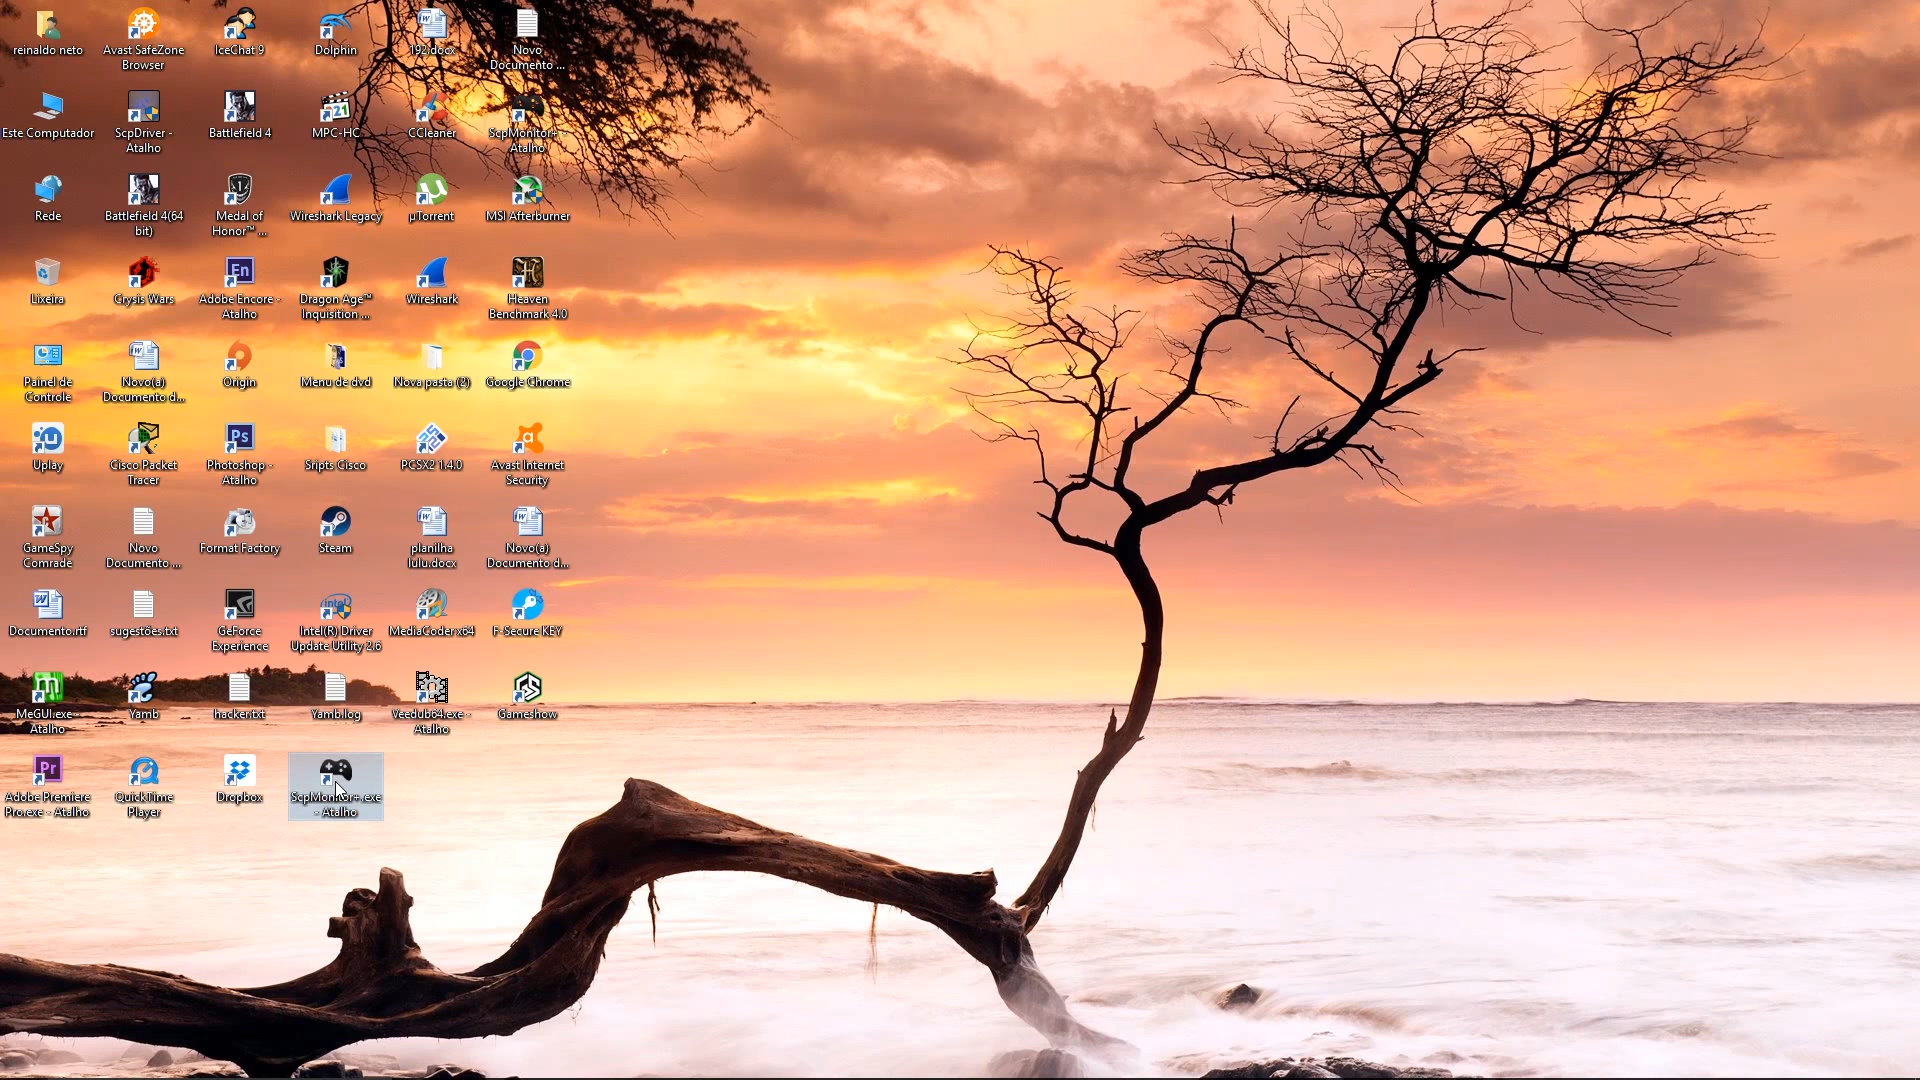 reinaldo neto
Avast SafeZone
Browser
IceChat 9
Dolphin
192.docx
Novo
Documento ...
Este Computador
ScpDriver -
Atalho
Battlefield 4
MPC-HC
CCleaner
ScpMonitor+ -
Atalho
Rede
Battlefield 4(64
bit)
Medal of
Honor™ ...
Wireshark Legacy
µTorrent
MSI Afterburner
Lixeira
Crysis Wars
Adobe Encore -
Atalho
Dragon Age™
Inquisition ...
Wireshark
Heaven
Benchmark 4.0
Painel de
Controle
Novo(a)
Documento d...
Origin
Menu de dvd
Nova pasta (2)
Google Chrome
Uplay
Cisco Packet
Tracer
Photoshop -
Atalho
Sripts Cisco
PCSX2 1.4.0
Avast Internet
Security
GameSpy
Comrade
Novo
Documento ...
Format Factory
Steam
planilha
lulu.docx
Novo(a)
Documento d...
Documento.rtf
sugestões.txt
GeForce
Experience
Intel(R) Driver
Update Utility 2.6
MediaCoder x64
F-Secure KEY
MeGUI.exe -
Atalho
Yamb
hacker.txt
Yamb.log
Veedub64.exe -
Atalho
Gameshow
Adobe Premiere
Pro.exe - Atalho
QuickTime
Player
Dropbox
ScpMonitor+.exe
- Atalho